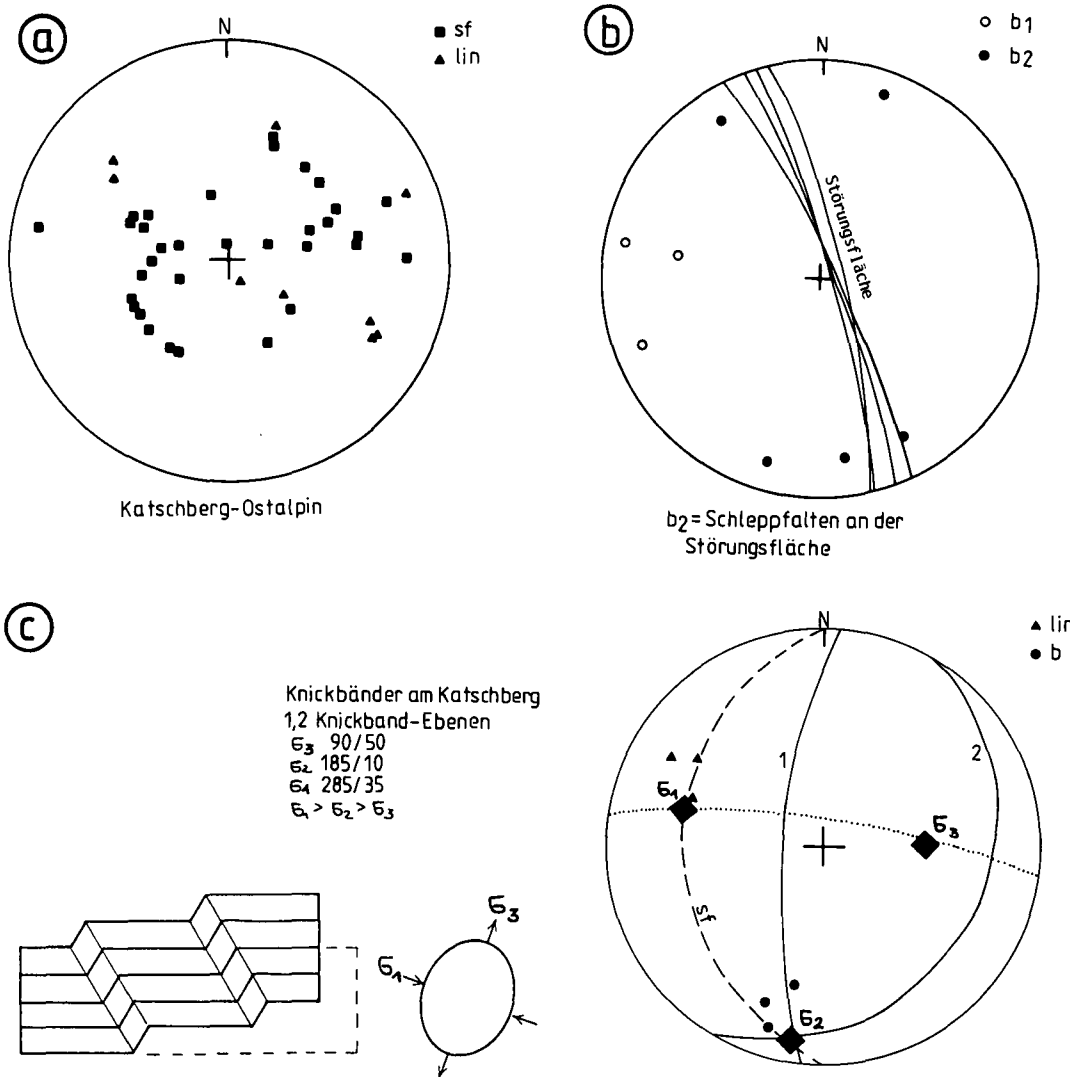 a
N
sf
lin
Katschberg-Ostalpin
b
N
b1
b2
Störungsfläche
b2=Schleppfalten an der
Störungsfläche
c
Knickbänder am Katschberg
1,2 Knickband-Ebenen
σ3 90/50
σ2 185/10
σ1 285/35
σ1 > σ2 > σ3
σ3
σ1
N
lin
b
1
2
σ1
σ3
sf
σ2